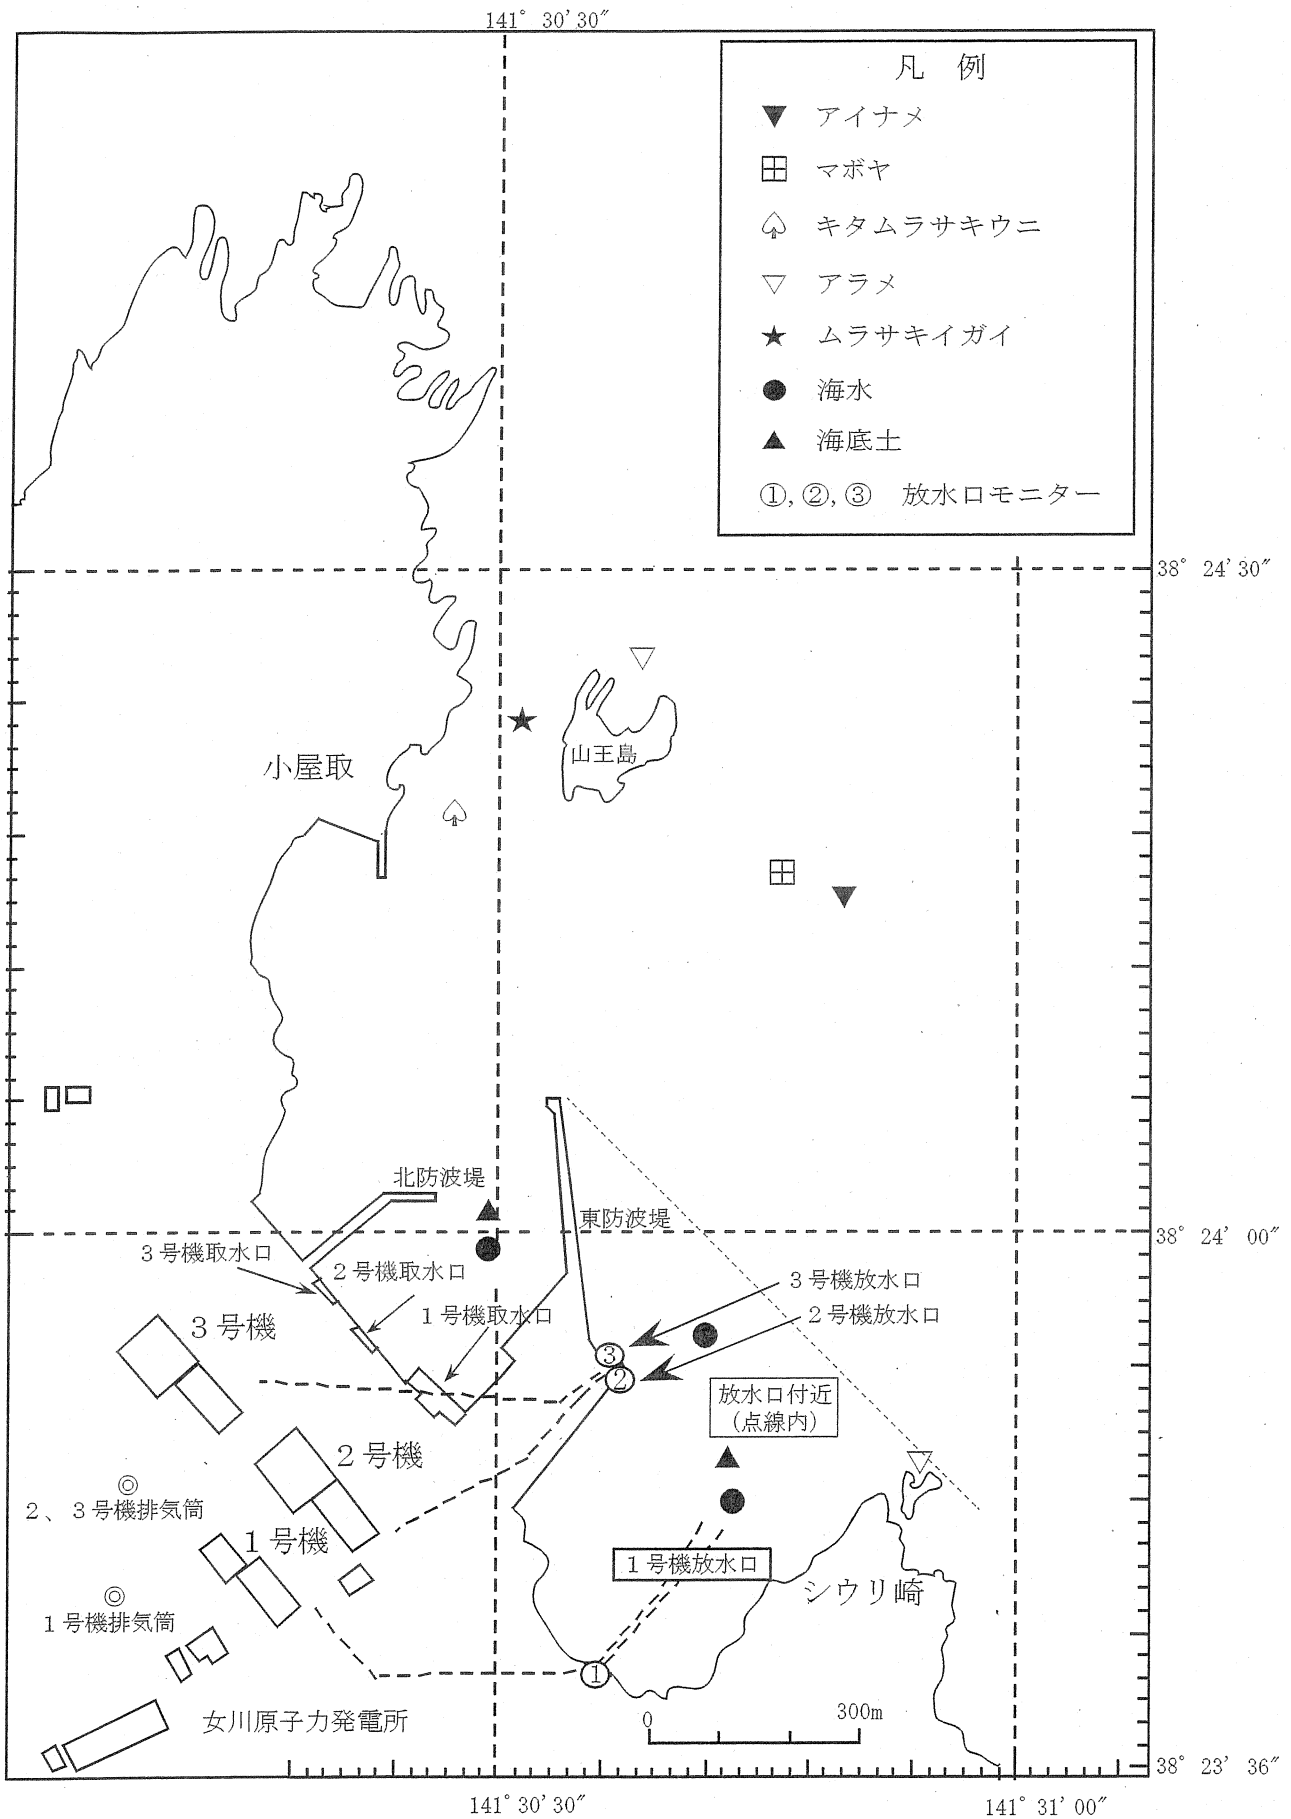 141° 30′30″
凡 例
アイナメ
マボヤ
キタムラサキウニ
アラメ
ムラサキイガイ
海水
海底土
①,②,③ 放水口モニター
38° 24′30″
山王島
小屋取
北防波堤
東防波堤
38° 24′ 00″
3号機取水口
2号機取水口
1号機取水口
3号機放水口
2号機放水口
3号機
③
②
放水口付近
(点線内)
2号機
2、3号機排気筒
1号機
1号機放水口
シウリ崎
1号機排気筒
①
女川原子力発電所
0 300m
38° 23′ 36″
141° 30′30″
141° 31′00″